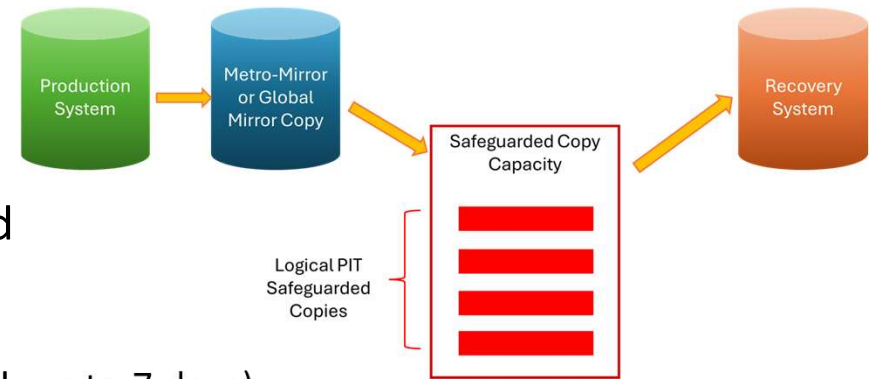 Production
System
Metro-Mirror
or Global
Mirror Copy
Recovery
System
Safeguarded Copy
Capacity
Logical PIT
Safeguarded
Copies